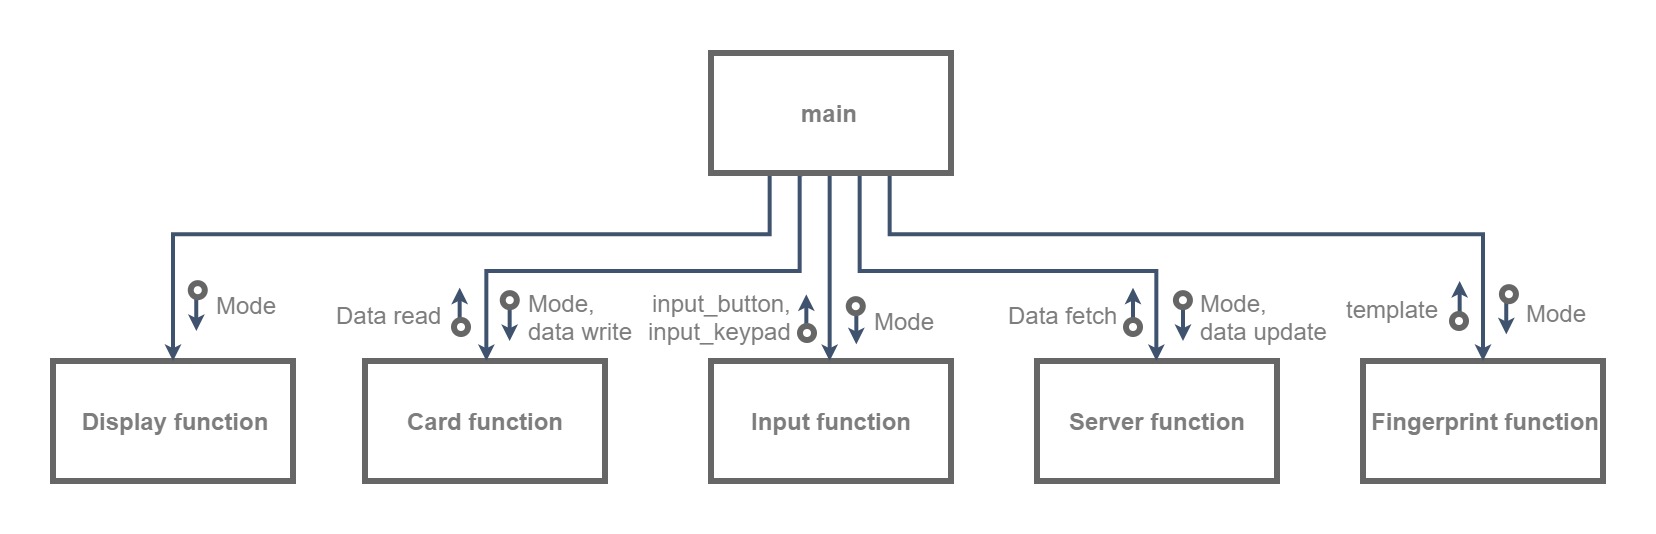 main
Mode
Data read
Mode,
data write
input_button,
input_keypad
Mode
Data fetch
Mode,
data update
template
Mode
Display function
Card function
Input function
Server function
Fingerprint function